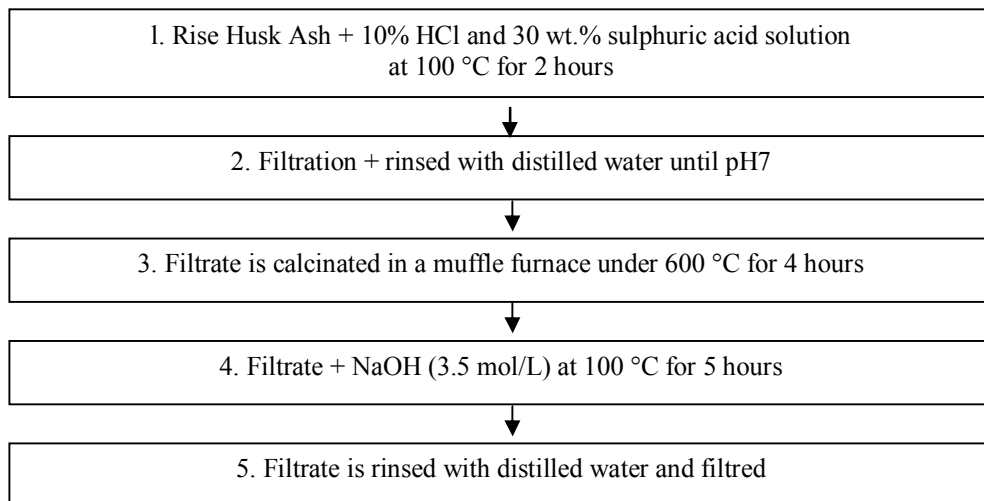 1. Rise Husk Ash + 10% HCl and 30 wt.% sulphuric acid solution
at 100 °C for 2 hours
2. Filtration + rinsed with distilled water until pH7
3. Filtrate is calcinated in a muffle furnace under 600 °C for 4 hours
4. Filtrate + NaOH (3.5 mol/L) at 100 °C for 5 hours
5. Filtrate is rinsed with distilled water and filtred